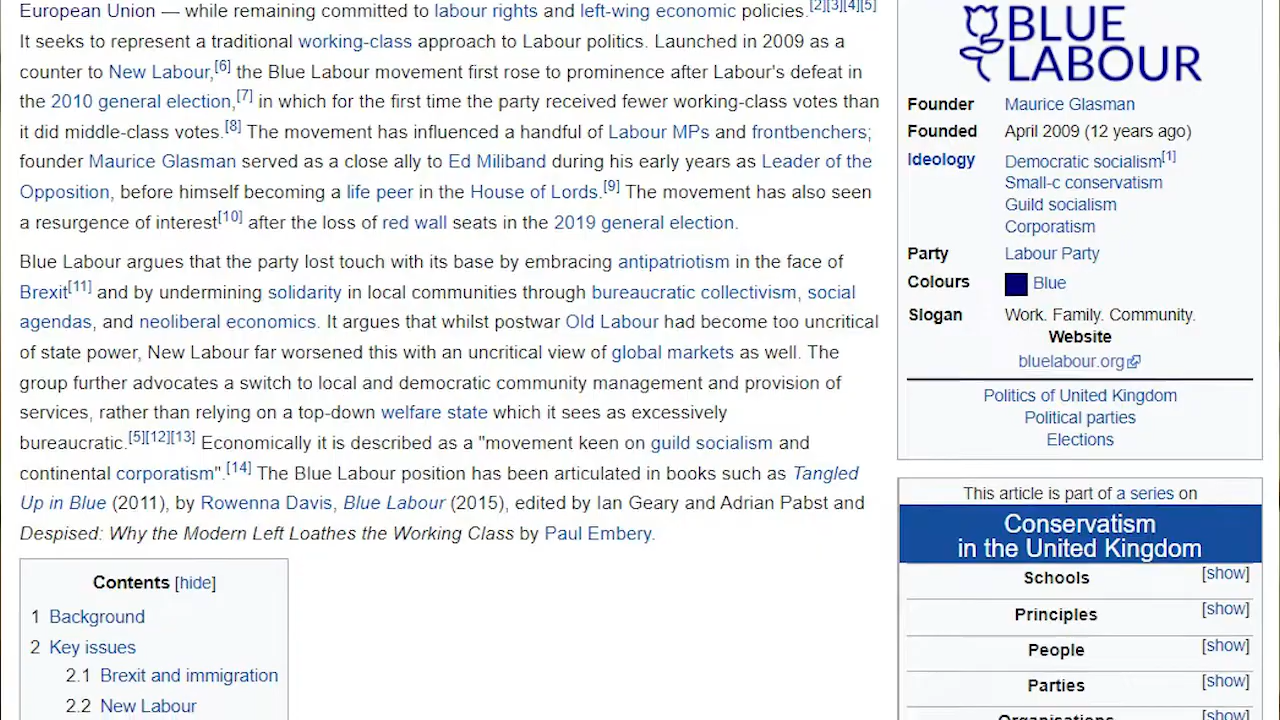 European Union — while remaining committed to labour rights and left-wing economic policies.[2][3][4][5]
It seeks to represent a traditional working-class approach to Labour politics. Launched in 2009 as a
counter to New Labour,[6] the Blue Labour movement first rose to prominence after Labour's defeat in
the 2010 general election,[7] in which for the first time the party received fewer working-class votes than
it did middle-class votes.[8] The movement has influenced a handful of Labour MPs and frontbenchers;
founder Maurice Glasman served as a close ally to Ed Miliband during his early years as Leader of the
Opposition, before himself becoming a life peer in the House of Lords.[9] The movement has also seen
a resurgence of interest[10] after the loss of red wall seats in the 2019 general election.
Blue Labour argues that the party lost touch with its base by embracing antipatriotism in the face of
Brexit[11] and by undermining solidarity in local communities through bureaucratic collectivism, social
agendas, and neoliberal economics. It argues that whilst postwar Old Labour had become too uncritical
of state power, New Labour far worsened this with an uncritical view of global markets as well. The
group further advocates a switch to local and democratic community management and provision of
services, rather than relying on a top-down welfare state which it sees as excessively
bureaucratic.[5][12][13] Economically it is described as a "movement keen on guild socialism and
continental corporatism".[14] The Blue Labour position has been articulated in books such as Tangled
Up in Blue (2011), by Rowenna Davis, Blue Labour (2015), edited by Ian Geary and Adrian Pabst and
Despised: Why the Modern Left Loathes the Working Class by Paul Embery.
Contents [hide]
1 Background
2 Key issues
2.1 Brexit and immigration
2.2 New Labour
BLUE
LABOUR
Founder Maurice Glasman
Founded April 2009 (12 years ago)
Ideology Democratic socialism[1]
Small-c conservatism
Guild socialism
Corporatism
Party Labour Party
Colours Blue
Slogan Work. Family. Community.
Website
bluelabour.org
Politics of United Kingdom
Political parties
Elections
This article is part of a series on
Conservatism
in the United Kingdom
Schools [show]
Principles [show]
People [show]
Parties [show]
Organisations [show]